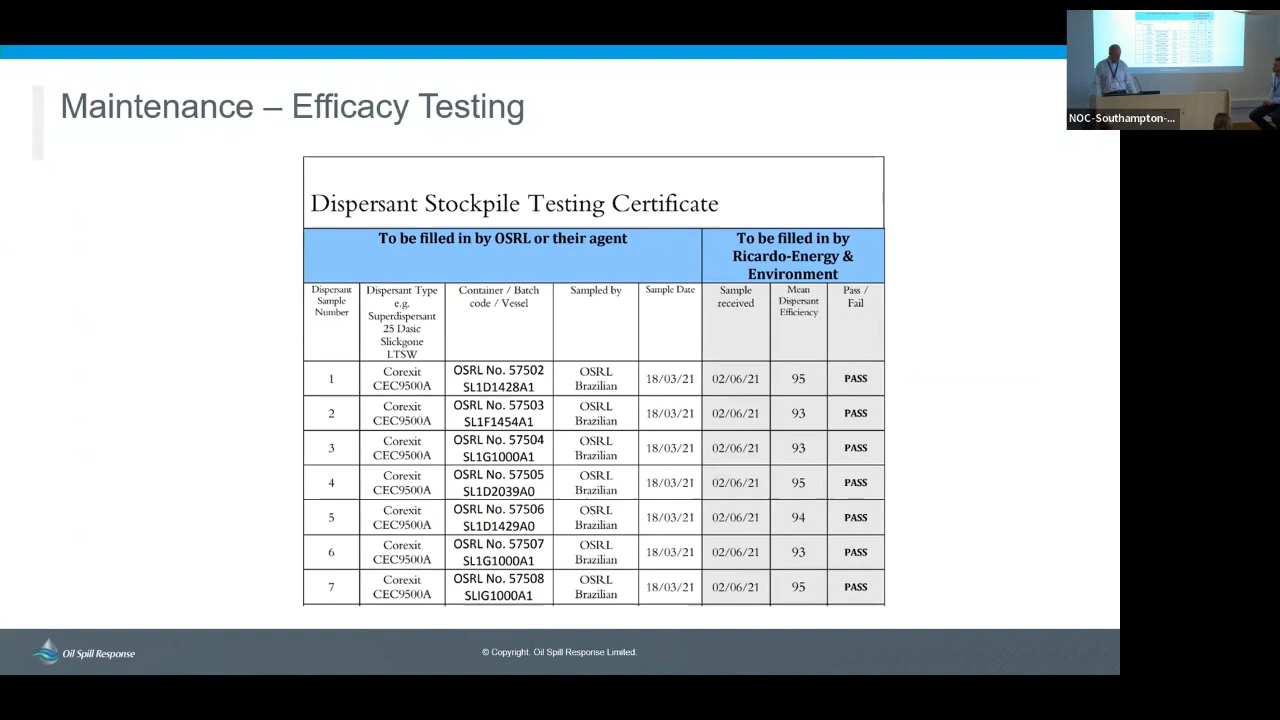 Maintenance – Efficacy Testing
Dispersant Stockpile Testing Certificate
To be filled in by OSRL or their agent
To be filled in by
Ricardo-Energy &
Environment
Dispersant
Sample
Number
Dispersant Type
e.g.
Superdispersant
25 Dasic
Slickgone
LTSW
Container / Batch
code / Vessel
Sampled by
Sample Date
Sample
received
Mean
Dispersant
Efficiency
Pass /
Fail
1
Corexit
CEC9500A
OSRL No. 57502
SL1D1428A1
OSRL
Brazilian
18/03/21
02/06/21
95
PASS
2
Corexit
CEC9500A
OSRL No. 57503
SL1F1454A1
OSRL
Brazilian
18/03/21
02/06/21
93
PASS
3
Corexit
CEC9500A
OSRL No. 57504
SL1G1000A1
OSRL
Brazilian
18/03/21
02/06/21
93
PASS
4
Corexit
CEC9500A
OSRL No. 57505
SL1D2039A0
OSRL
Brazilian
18/03/21
02/06/21
95
PASS
5
Corexit
CEC9500A
OSRL No. 57506
SL1D1429A0
OSRL
Brazilian
18/03/21
02/06/21
94
PASS
6
Corexit
CEC9500A
OSRL No. 57507
SL1G1000A1
OSRL
Brazilian
18/03/21
02/06/21
93
PASS
7
Corexit
CEC9500A
OSRL No. 57508
SLIG1000A1
OSRL
Brazilian
18/03/21
02/06/21
95
PASS
Oil Spill Response
© Copyright. Oil Spill Response Limited.
NOC-Southampton-...